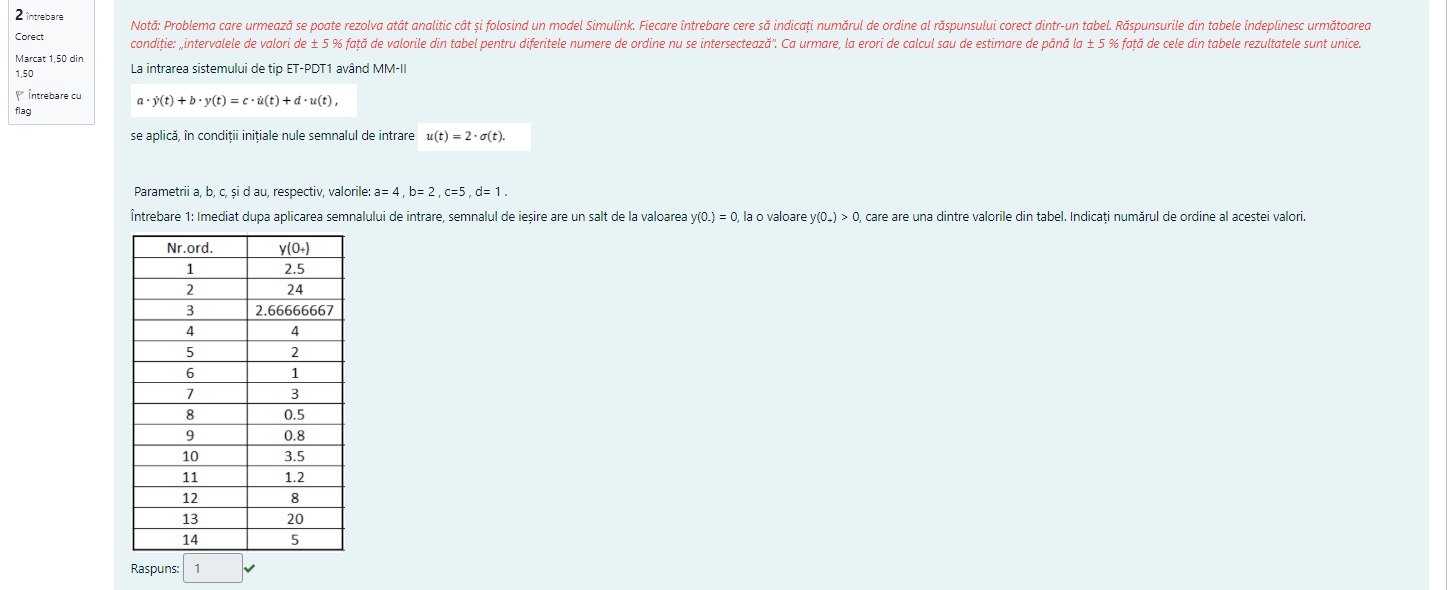 2 Întrebare
Corect
Marcat 1,50 din
1,50
Întrebare cu
flag
Notă: Problema care urmează se poate rezolva atât analitic cât și folosind un model Simulink. Fiecare întrebare cere să indicați numărul de ordine al răspunsului corect dintr-un tabel. Răspunsurile din tabele îndeplinesc următoarea
condiție: „intervalele de valori de ± 5 % față de valorile din tabel pentru diferitele numere de ordine nu se intersectează". Ca urmare, la erori de calcul sau de estimare de până la ± 5 % față de cele din tabele rezultatele sunt unice.
La intrarea sistemului de tip ET-PDT1 având MM-II
a · ẏ(t) + b · y(t) = c · u̇(t) + d · u(t) ,
se aplică, în condiții inițiale nule semnalul de intrare u(t) = 2 · σ(t).
Parametrii a, b, c, și d au, respectiv, valorile: a= 4 , b= 2 , c=5 , d= 1 .
Întrebare 1: Imediat dupa aplicarea semnalului de intrare, semnalul de ieșire are un salt de la valoarea y(0-) = 0, la o valoare y(0+) > 0, care are una dintre valorile din tabel. Indicați numărul de ordine al acestei valori.
Nr.ord. y(0+)
1 2.5
2 24
3 2.66666667
4 4
5 2
6 1
7 3
8 0.5
9 0.8
10 3.5
11 1.2
12 8
13 20
14 5
Raspuns: 1